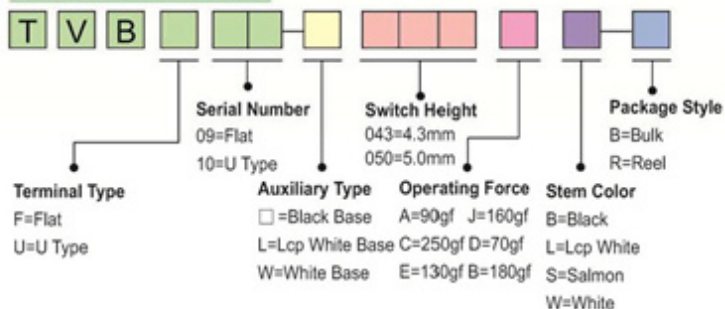 T V B
Serial Number
09=Flat
10=U Type
Switch Height
043=4.3mm
050=5.0mm
Package Style
B=Bulk
R=Reel
Terminal Type
F=Flat
U=U Type
Auxiliary Type
□=Black Base
L=Lcp White Base
W=White Base
Operating Force
A=90gf J=160gf
C=250gf D=70gf
E=130gf B=180gf
Stem Color
B=Black
L=Lcp White
S=Salmon
W=White